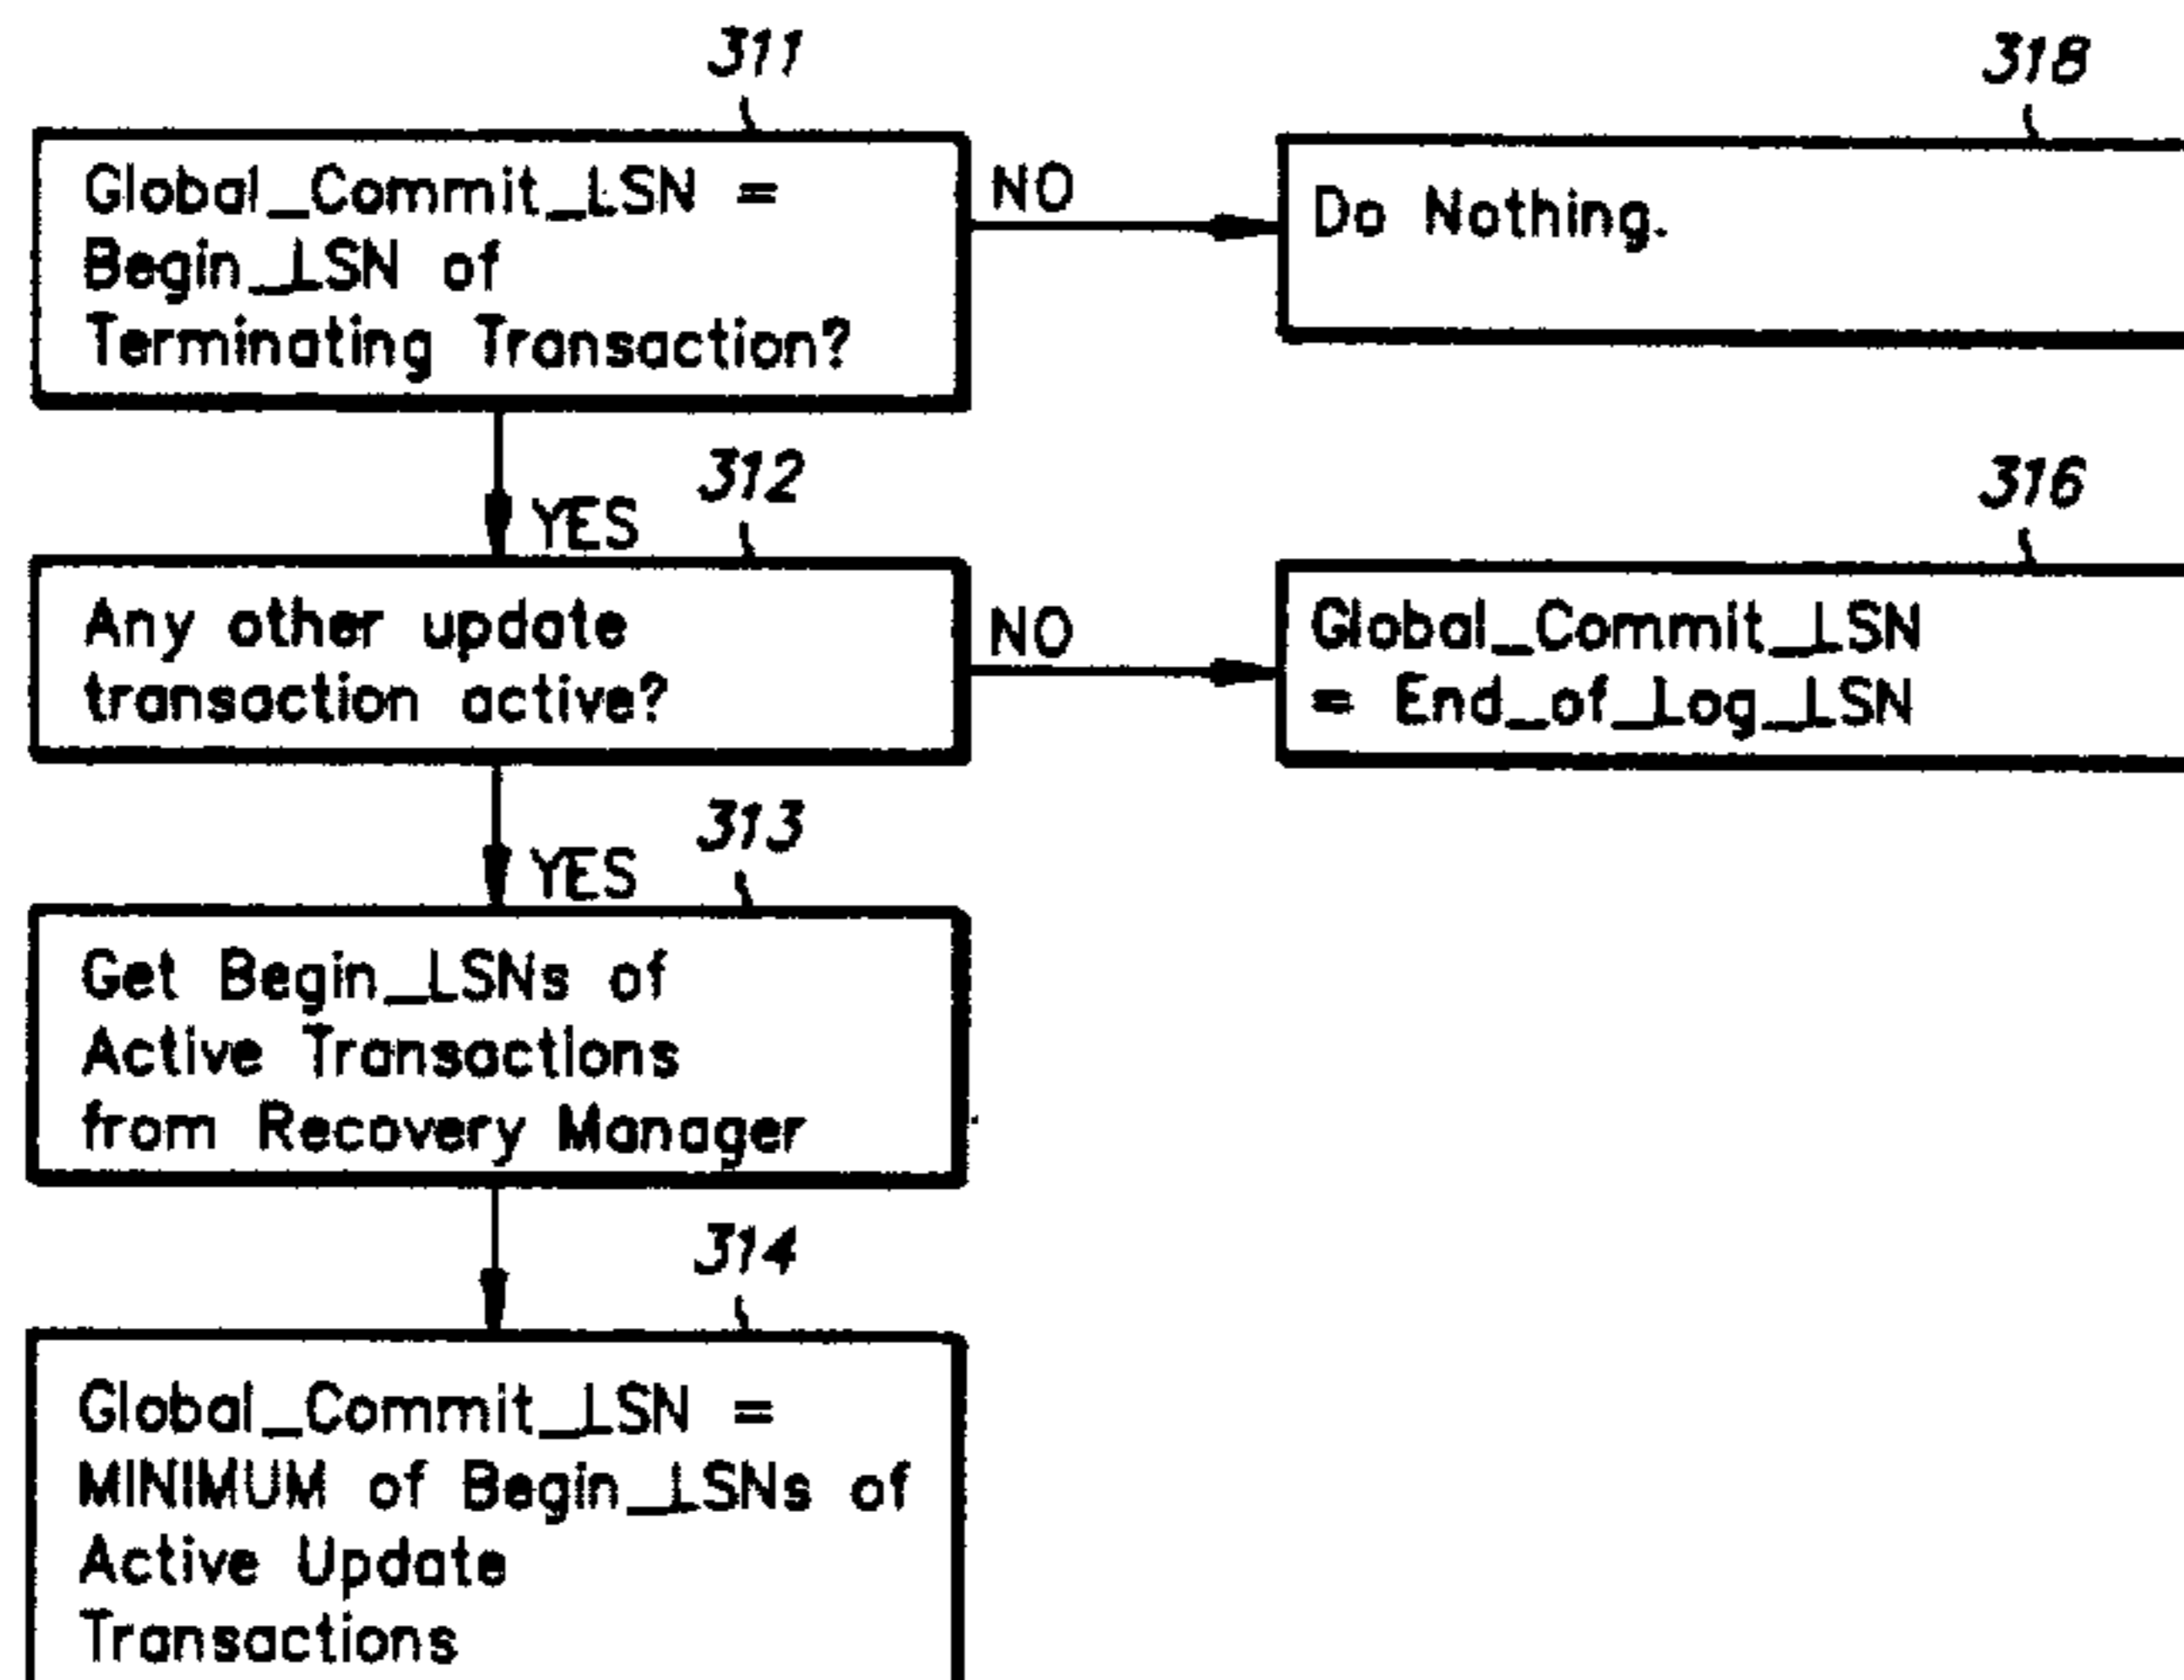 311
318
Global_Commit_LSN =
Begin_LSN of
Terminating Transaction?
NO
Do Nothing.
YES
312
316
Any other update
transaction active?
NO
Global_Commit_LSN
= End_of_Log_LSN
YES
313
Get Begin_LSNs of
Active Transactions
from Recovery Manager
314
Global_Commit_LSN =
MINIMUM of Begin_LSNs of
Active Update
Transactions